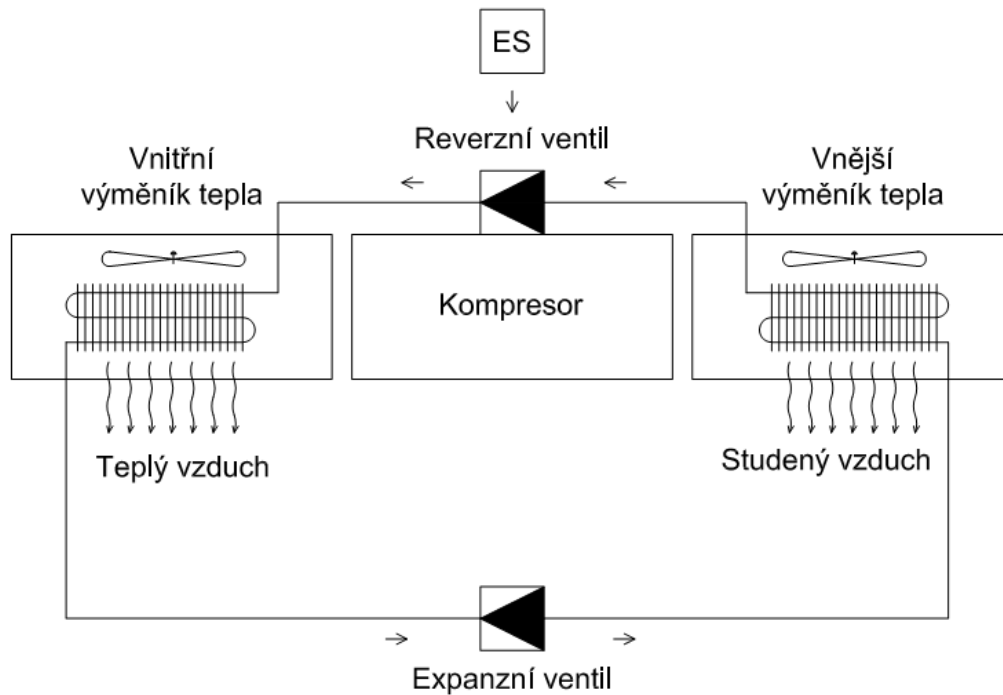 ES
Reverzní ventil
Vnitřní
výměník tepla
Vnější
výměník tepla
Kompresor
Teplý vzduch
Studený vzduch
Expanzní ventil